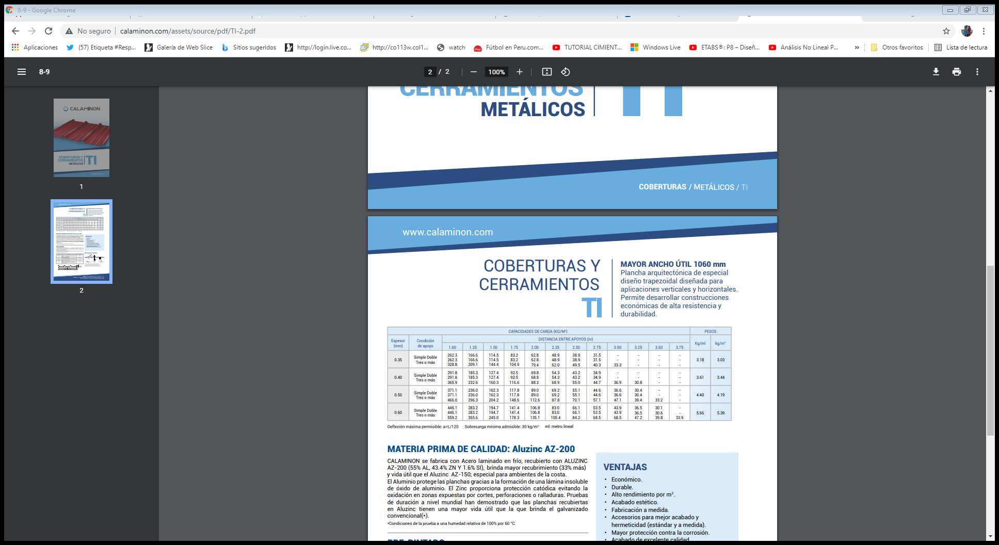 8-9 - Google Chrome
No seguro
calaminon.com/assets/source/pdf/TI-2.pdf
Aplicaciones
(57) Etiqueta #Resp...
Galería de Web Slice
Sitios sugeridos
http://login.live.co...
http://co113w.col1...
watch
Fútbol en Peru.com...
TUTORIAL CIMIENT...
Windows Live
ETABS®: P8 – Diseñ...
Análisis No Lineal P...
»
Otros favoritos
Lista de lectura
8-9
2 / 2
100%
CALAMINON
COBERTURAS Y
CERRAMIENTOS
METÁLICOS
TI
1
2
CERRAMIENTOS
METÁLICOS
TI
COBERTURAS / METÁLICOS / TI
www.calaminon.com
COBERTURAS Y
CERRAMIENTOS
TI
MAYOR ANCHO ÚTIL 1060 mm
Plancha arquitectónica de especial
diseño trapezoidal diseñada para
aplicaciones verticales y horizontales.
Permite desarrollar construcciones
económicas de alta resistencia y
durabilidad.
CAPACIDADES DE CARGA (KG/M²) PESOS
Espesor (mm) Condición de apoyo DISTANCIA ENTRE APOYOS (m) Kg/ml kg/m²
1.00 1.25 1.50 1.75 2.00 2.25 2.50 2.75 3.00 3.25 3.50 3.75
0.35 Simple Doble Tres o más 3.18 3.03
262.3 166.6 114.5 83.2 62.8 48.9 38.9 31.5 - - - -
262.3 166.6 114.5 83.2 62.8 48.9 38.9 31.5 - - - -
328.8 209.1 144.4 104.9 79.4 62.0 49.5 40.3 33.3 - - -
0.40 Simple Doble Tres o más 3.61 3.44
291.8 185.3 127.4 92.5 69.8 54.3 43.2 34.9 - - - -
291.8 185.3 127.4 92.5 68.8 54.3 43.2 34.9 - - - -
365.9 232.6 160.3 116.6 88.3 68.9 55.0 44.7 36.9 30.8 - -
0.50 Simple Doble Tres o más 4.40 4.19
371.1 236.0 162.3 117.8 89.0 69.2 55.1 44.6 36.6 30.4 - -
371.1 236.0 162.3 117.8 89.0 69.2 55.1 44.6 36.6 30.4 - -
466.0 296.3 204.2 148.6 112.6 87.8 70.1 57.1 47.1 39.4 33.2 -
0.60 Simple Doble Tres o más 5.66 5.39
446.1 283.2 194.7 141.4 106.8 83.0 66.1 53.5 43.9 36.5 30.1 -
446.1 283.2 194.7 141.4 106.8 83.0 66.1 53.5 43.9 36.5 30.6 -
559.2 355.6 245.0 178.3 135.1 105.4 84.2 68.5 68.5 47.2 39.8 33.9
Deflexión máxima permisible: a=L/120 Sobrecarga mínima admisible: 30 kg/m² ml: metro lineal
MATERIA PRIMA DE CALIDAD: Aluzinc AZ-200
CALAMINON se fabrica con Acero laminado en frío, recubierto con ALUZINC
AZ-200 (55% AL, 43.4% ZN Y 1.6% SI), brinda mayor recubrimiento (33% más)
y vida útil que el Aluzinc AZ-150; especial para ambientes de la costa.
El Aluminio protege las planchas gracias a la formación de una lámina insoluble
de óxido de aluminio. El Zinc proporciona protección catódica evitando la
oxidación en zonas expuestas por cortes, perforaciones o ralladuras. Pruebas
de duración a nivel mundial han demostrado que las planchas recubiertas
en Aluzinc tienen una mayor vida útil que la que brinda el galvanizado
convencional(*).
*Condiciones de la prueba a una humedad relativa de 100% por 60 °C.
PRE-PINTADO
VENTAJAS
• Económico.
• Durable.
• Alto rendimiento por m².
• Acabado estético.
• Fabricación a medida.
• Accesorios para mejor acabado y
hermeticidad (estándar y a medida).
• Mayor protección contra la corrosión.
• Acabado de excelente calidad